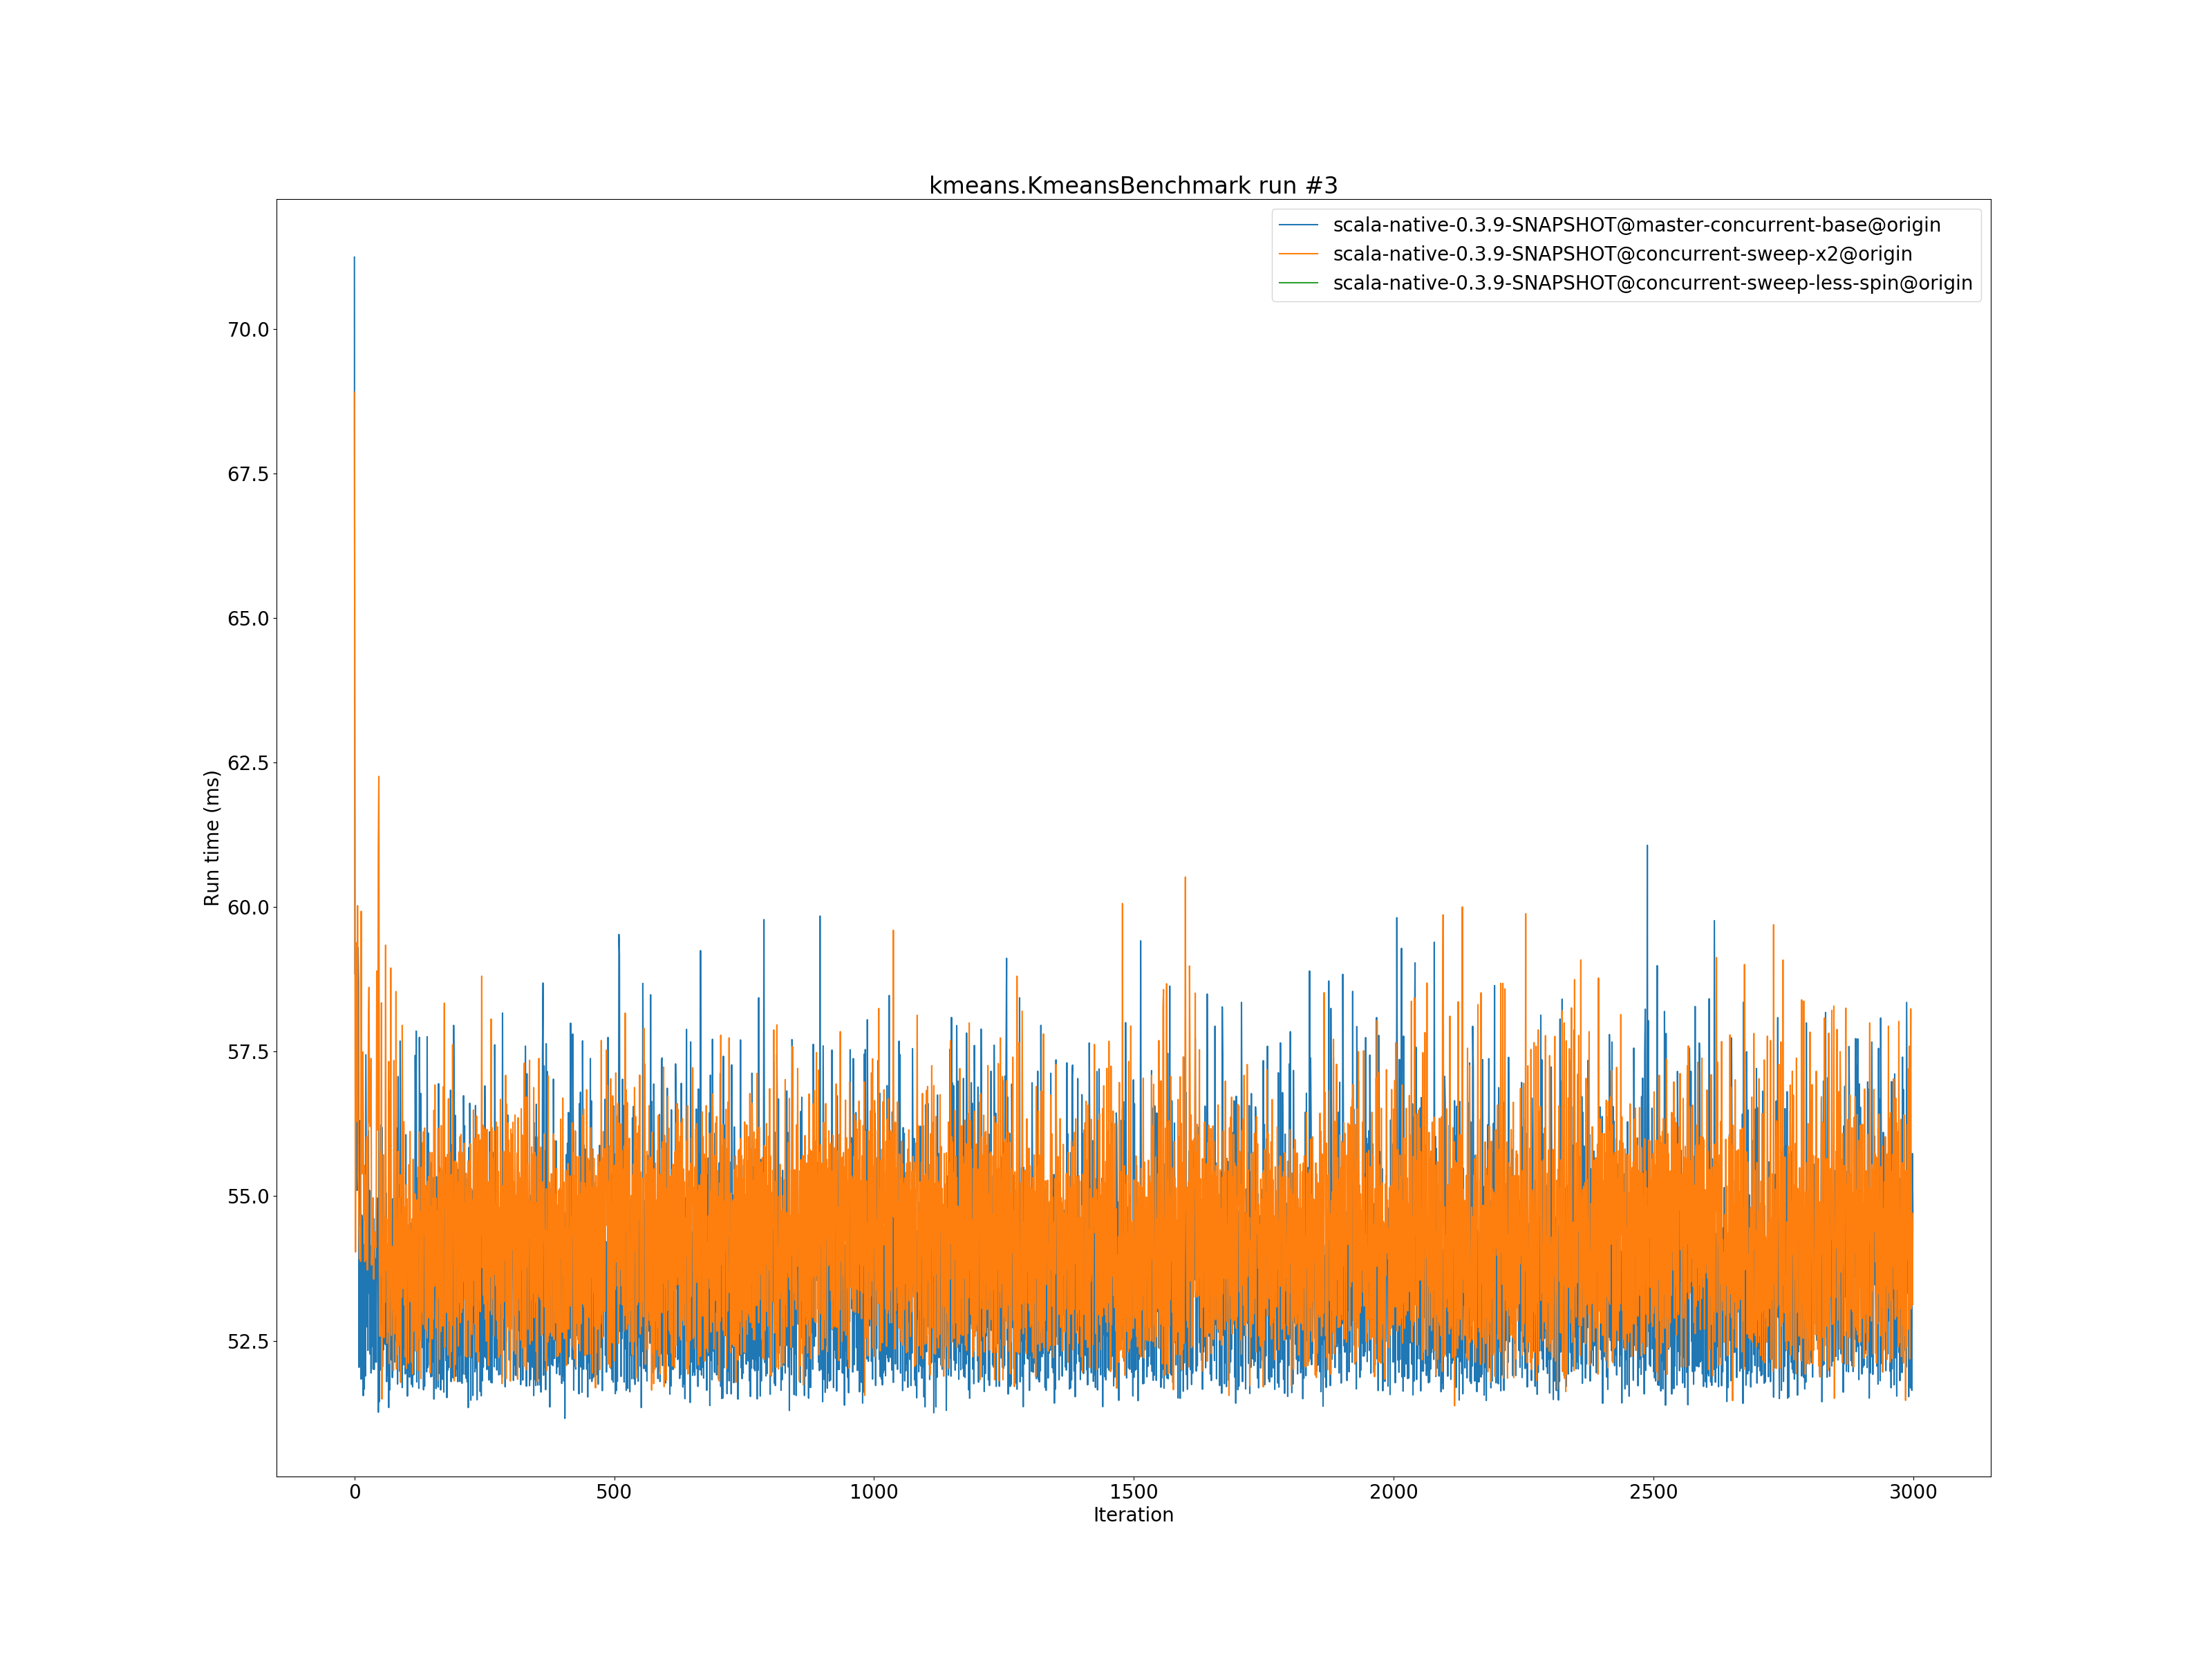 kmeans.KmeansBenchmark run #3
scala-native-0.3.9-SNAPSHOT@master-concurrent-base@origin
scala-native-0.3.9-SNAPSHOT@concurrent-sweep-x2@origin
scala-native-0.3.9-SNAPSHOT@concurrent-sweep-less-spin@origin
70.0
67.5
65.0
62.5
60.0
57.5
55.0
52.5
Run time (ms)
0 500 1000 1500 2000 2500 3000
Iteration